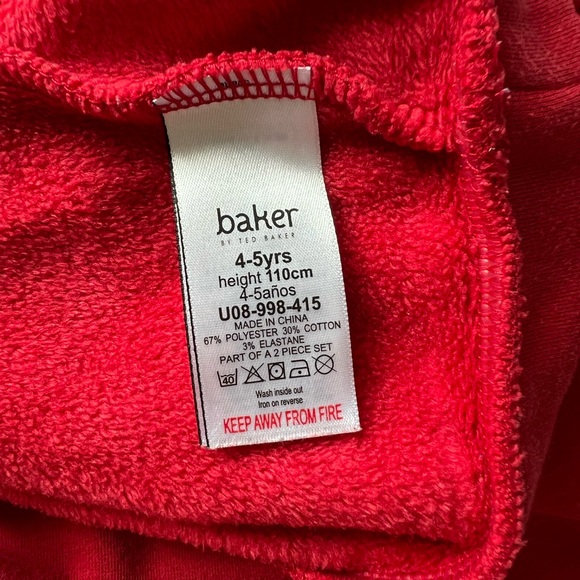 baker
BY TED BAKER
4-5yrs
height 110cm
4-5años
U08-998-415
MADE IN CHINA
67% POLYESTER 30% COTTON
3% ELASTANE
PART OF A 2 PIECE SET
40
Wash inside out
Iron on reverse
KEEP AWAY FROM FIRE